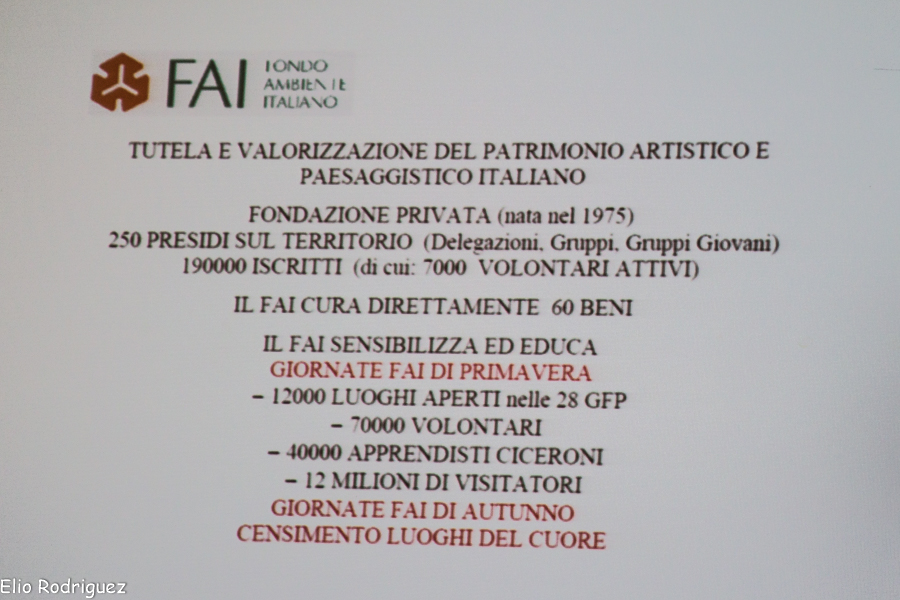 FAI
FONDO
AMBIENTE
ITALIANO
TUTELA E VALORIZZAZIONE DEL PATRIMONIO ARTISTICO E
PAESAGGISTICO ITALIANO
FONDAZIONE PRIVATA (nata nel 1975)
250 PRESIDI SUL TERRITORIO (Delegazioni, Gruppi, Gruppi Giovani)
190000 ISCRITTI (di cui: 7000 VOLONTARI ATTIVI)
IL FAI CURA DIRETTAMENTE 60 BENI
IL FAI SENSIBILIZZA ED EDUCA
GIORNATE FAI DI PRIMAVERA
– 12000 LUOGHI APERTI nelle 28 GFP
– 70000 VOLONTARI
– 40000 APPRENDISTI CICERONI
– 12 MILIONI DI VISITATORI
GIORNATE FAI DI AUTUNNO
CENSIMENTO LUOGHI DEL CUORE
Elio Rodriguez